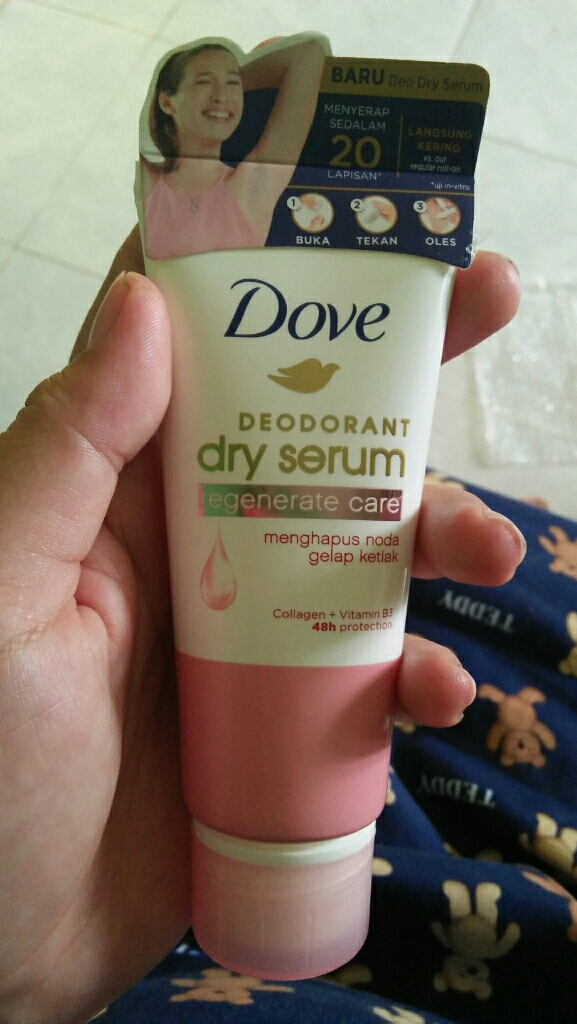 BARU Deo Dry Serum
MENYERAP
SEDALAM
20
LAPISAN*
LANGSUNG
KERING
vs. our
regular roll-on
*uji in-vitro
1 2 3
BUKA TEKAN OLES
Dove
DEODORANT
dry serum
regenerate care
menghapus noda
gelap ketiak
Collagen + Vitamin B3
48h protection
TEDDY
TEDDY